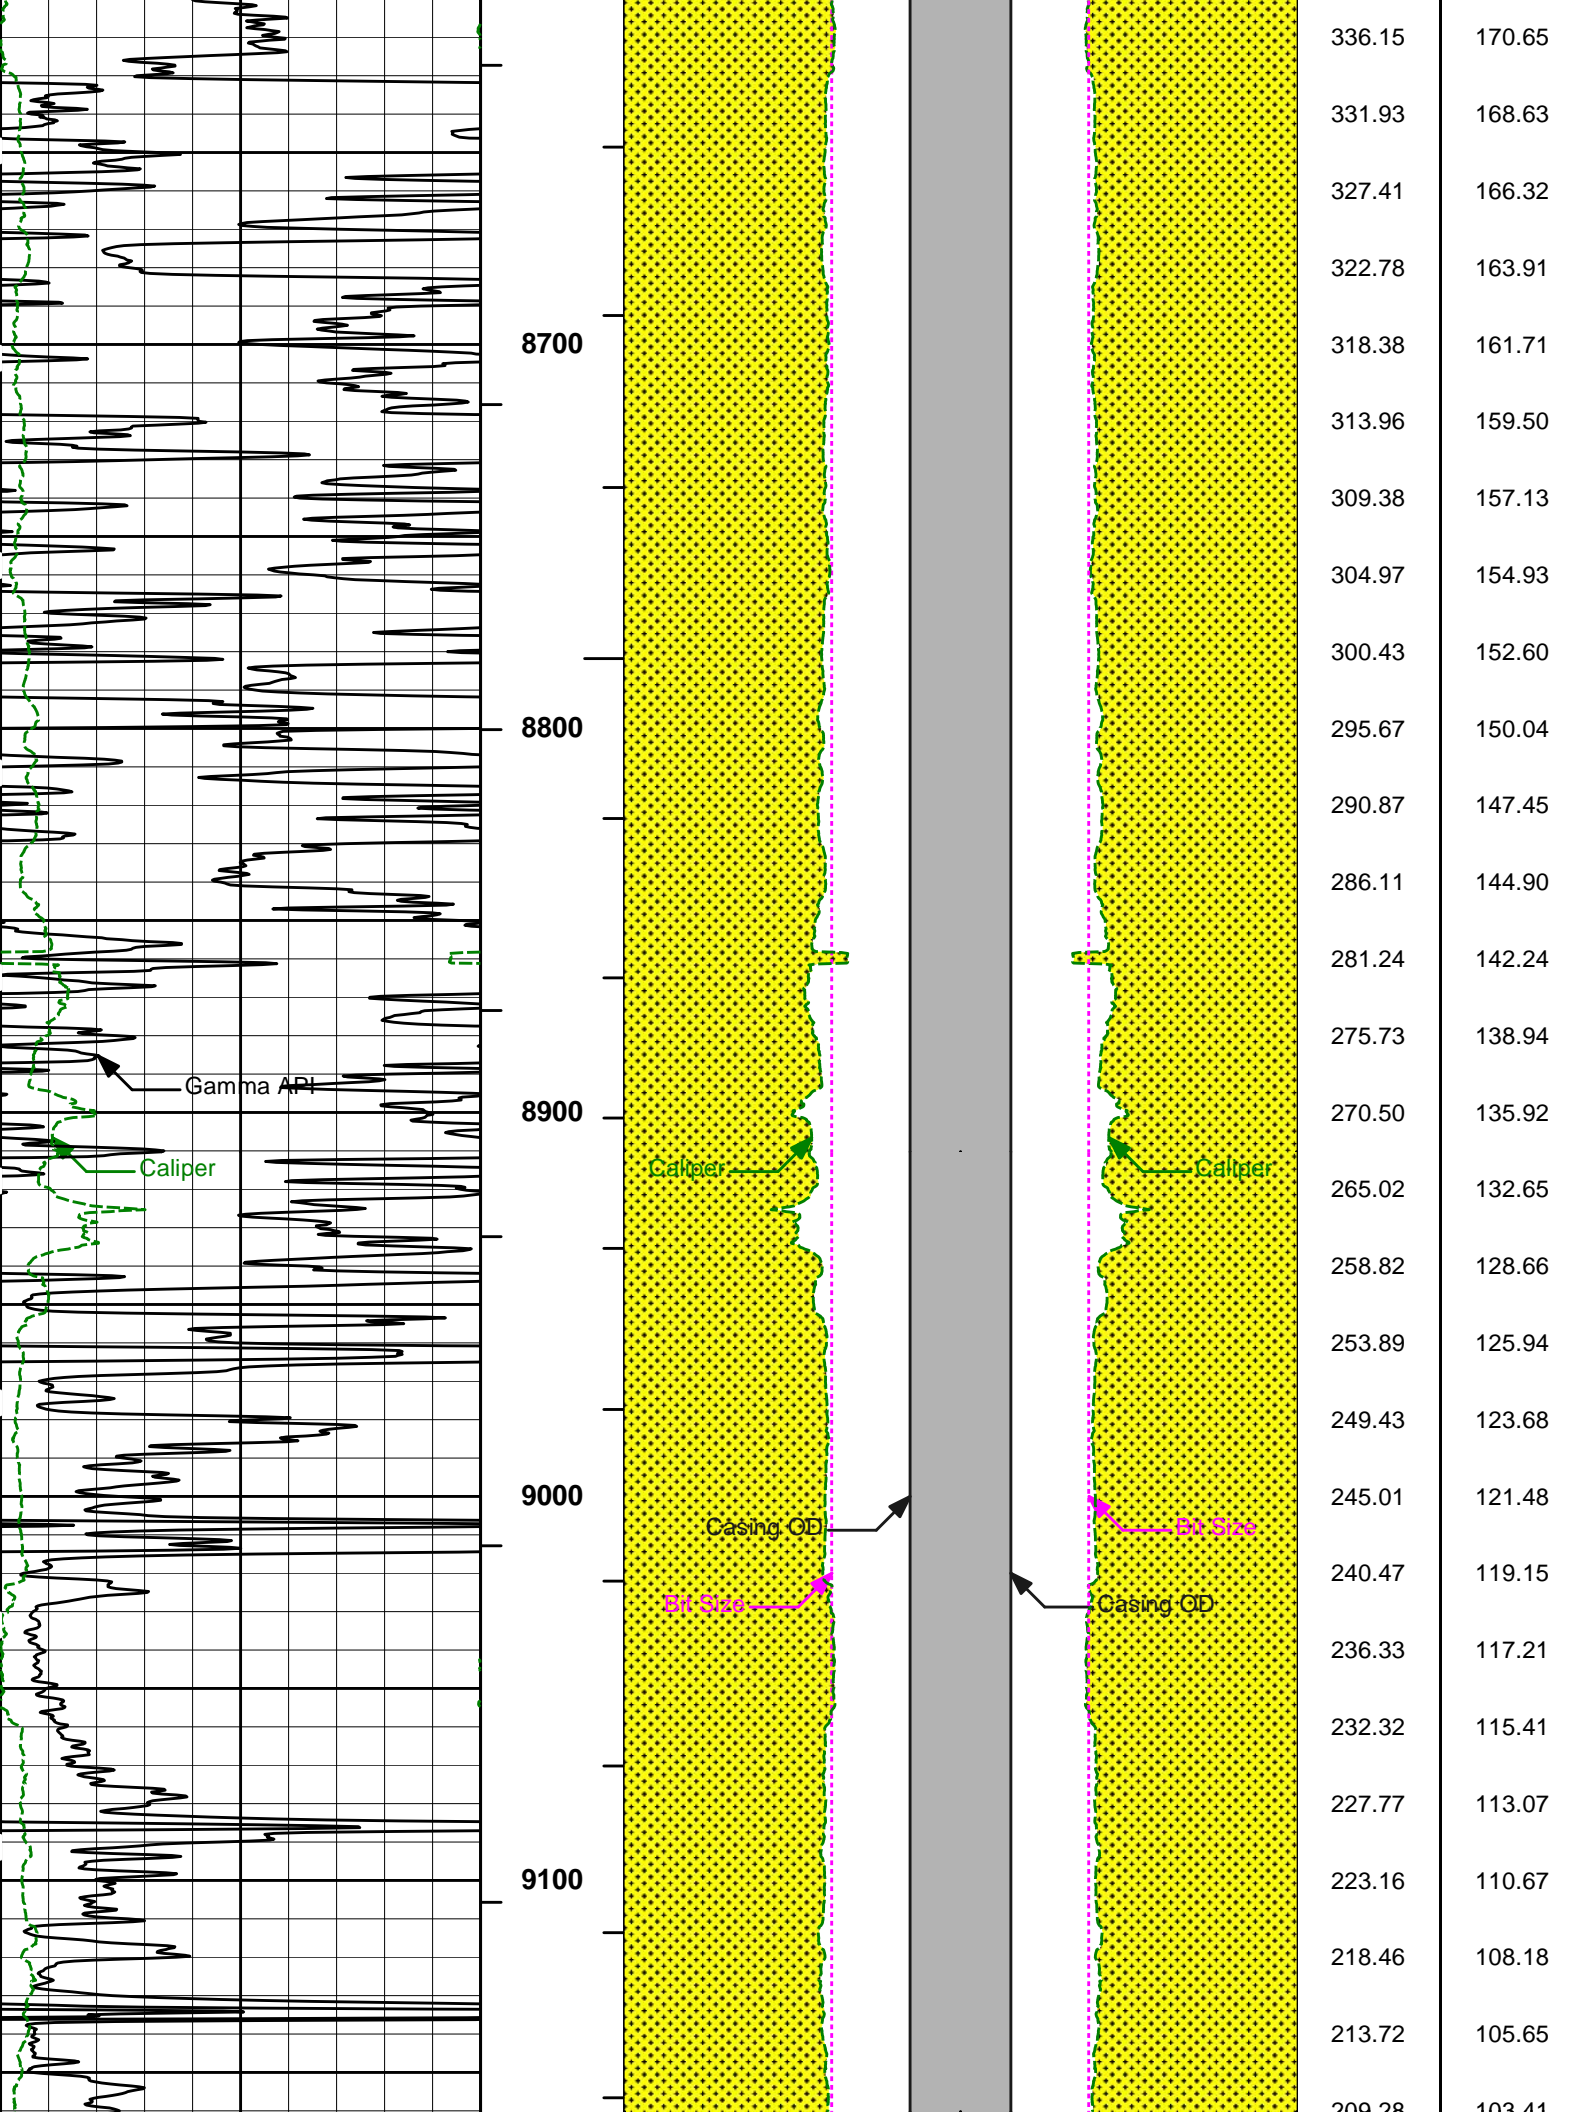 336.15 170.65
331.93 168.63
327.41 166.32
322.78 163.91
8700 318.38 161.71
313.96 159.50
309.38 157.13
304.97 154.93
300.43 152.60
8800 295.67 150.04
290.87 147.45
286.11 144.90
281.24 142.24
275.73 138.94
Gamma API
8900 270.50 135.92
Caliper Caliper Caliper
265.02 132.65
258.82 128.66
253.89 125.94
249.43 123.68
9000 245.01 121.48
Casing OD Bit Size
240.47 119.15
Bit Size Casing OD
236.33 117.21
232.32 115.41
227.77 113.07
9100 223.16 110.67
218.46 108.18
213.72 105.65
209.28 103.41